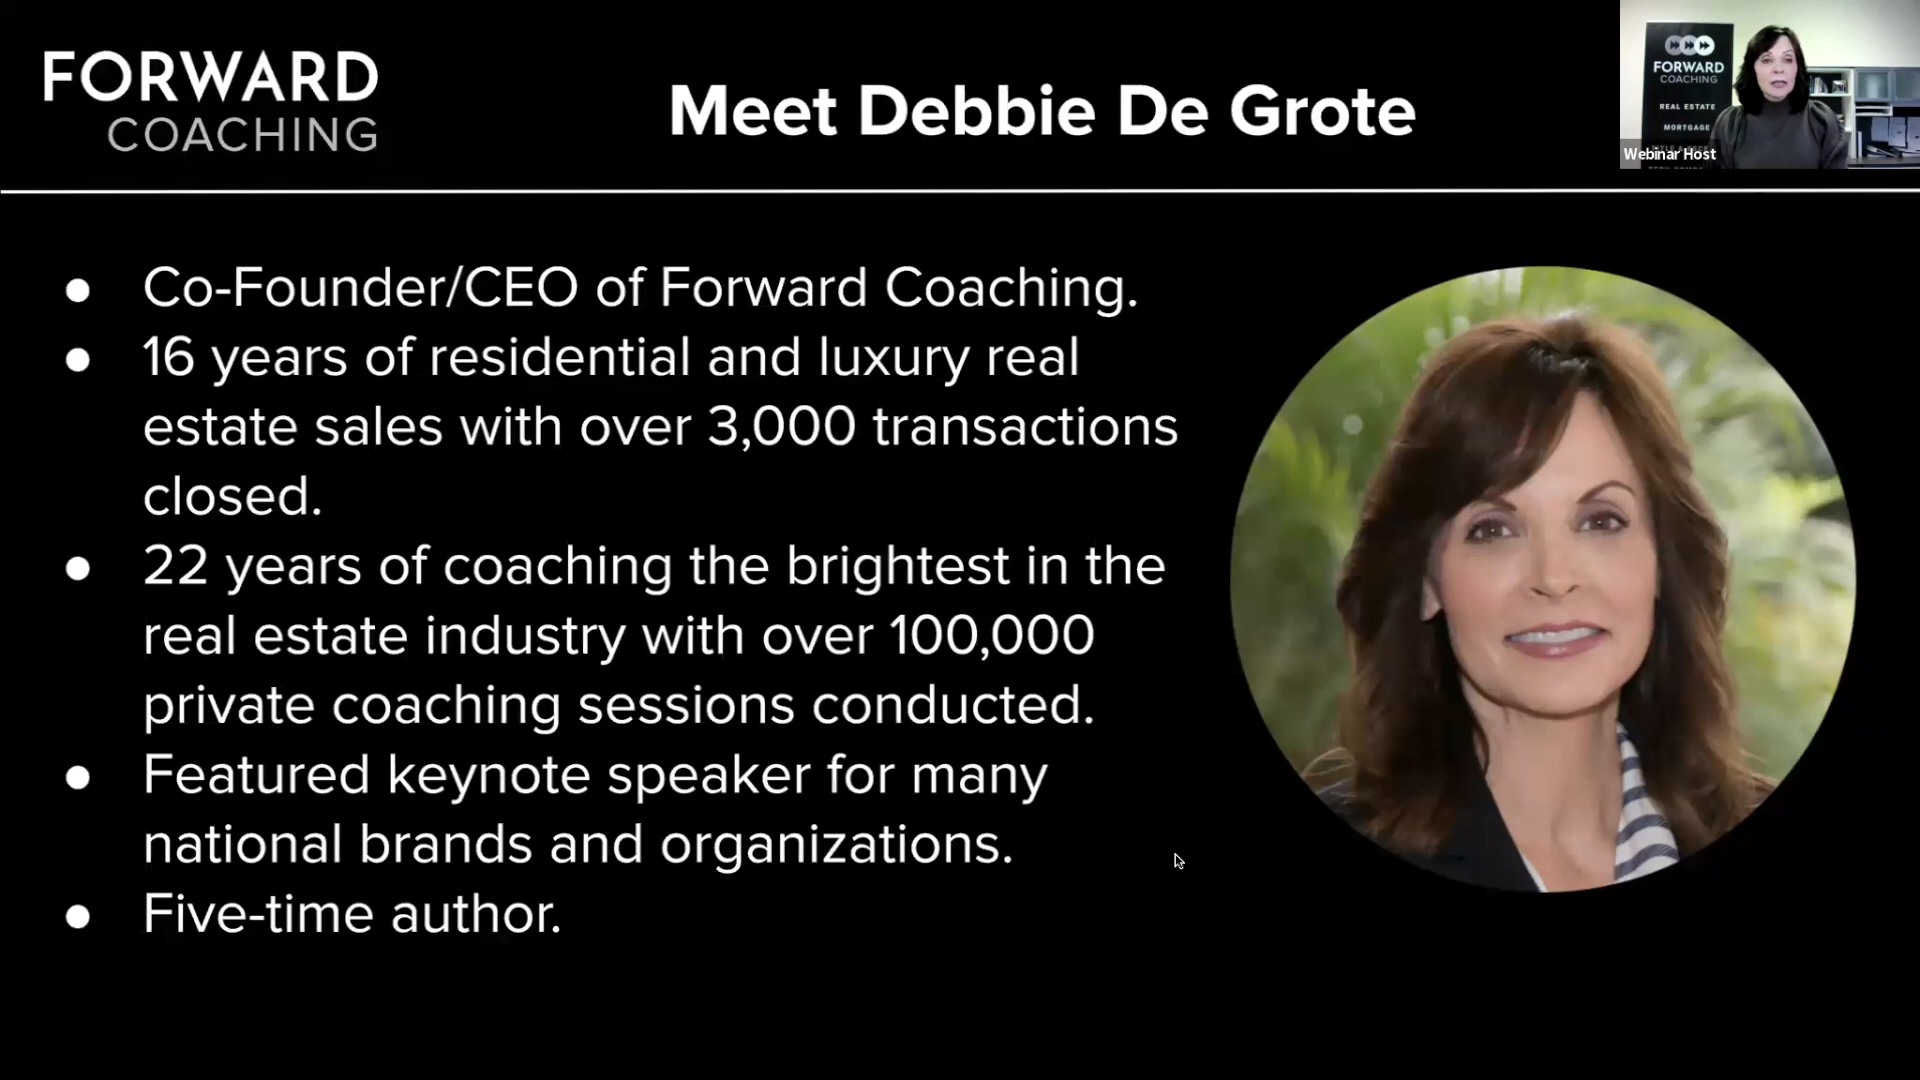 FORWARD
COACHING
Meet Debbie De Grote
FORWARD
COACHING
REAL ESTATE
MORTGAGE
Webinar Host
● Co-Founder/CEO of Forward Coaching.
● 16 years of residential and luxury real
estate sales with over 3,000 transactions
closed.
● 22 years of coaching the brightest in the
real estate industry with over 100,000
private coaching sessions conducted.
● Featured keynote speaker for many
national brands and organizations.
● Five-time author.